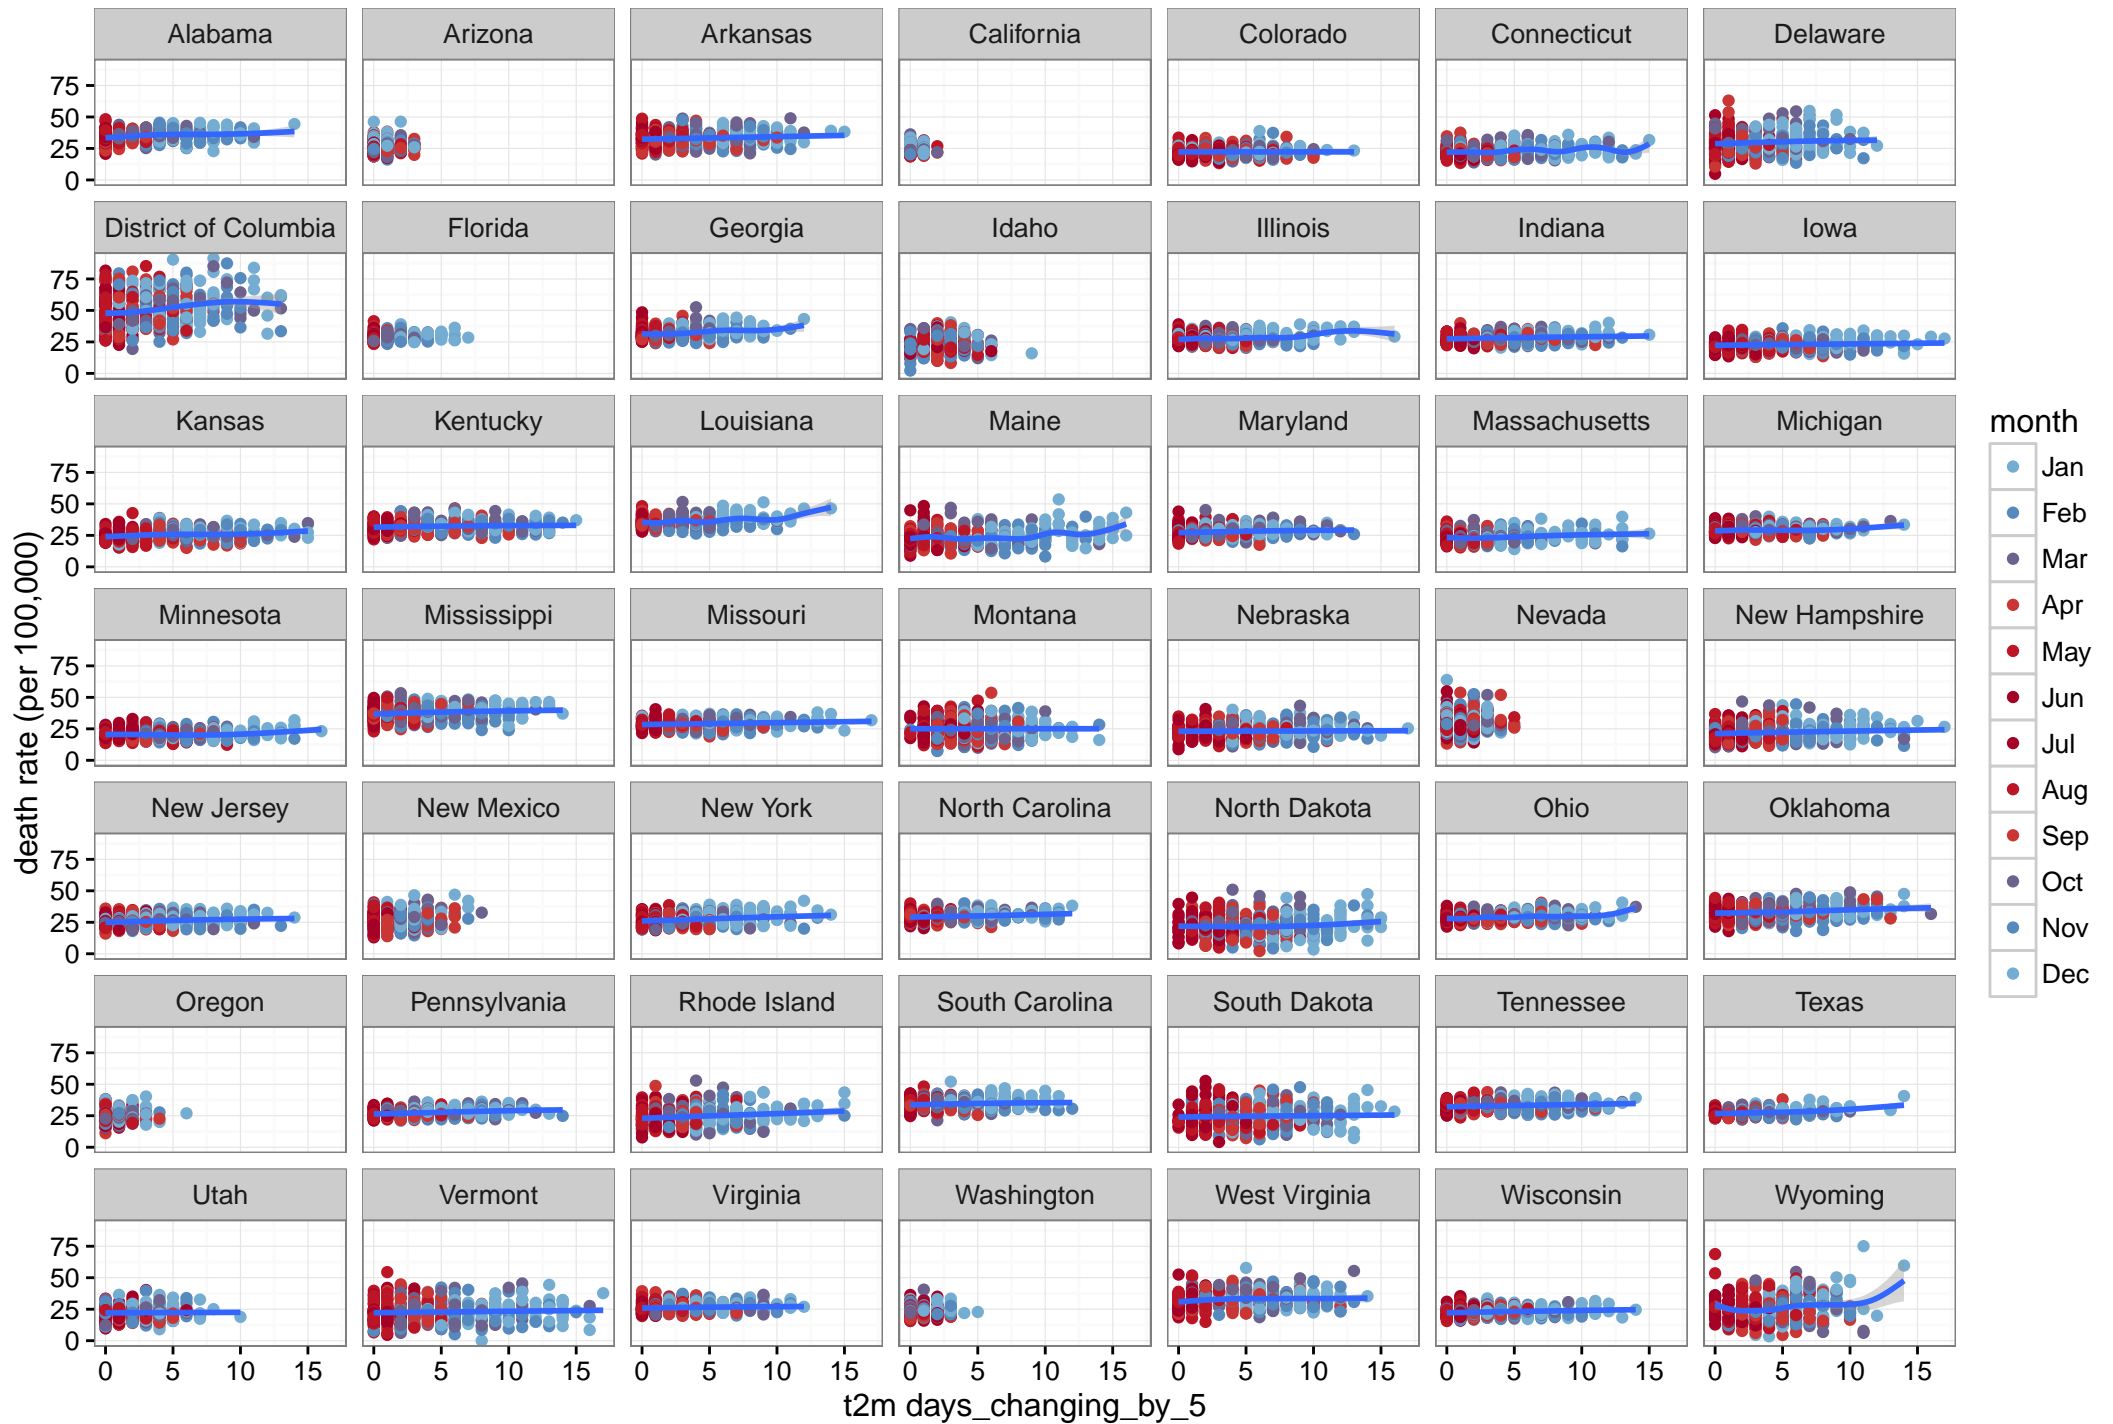 Alabama Arizona Arkansas California Colorado Connecticut Delaware
75
50
25
0
District of Columbia Florida Georgia Idaho Illinois Indiana Iowa
75
50
25
0
Kansas Kentucky Louisiana Maine Maryland Massachusetts Michigan
75
50
25
0
Minnesota Mississippi Missouri Montana Nebraska Nevada New Hampshire
75
50
25
0
New Jersey New Mexico New York North Carolina North Dakota Ohio Oklahoma
75
50
25
0
Oregon Pennsylvania Rhode Island South Carolina South Dakota Tennessee Texas
75
50
25
0
Utah Vermont Virginia Washington West Virginia Wisconsin Wyoming
75
50
25
0
0 5 10 15 0 5 10 15 0 5 10 15 0 5 10 15 0 5 10 15 0 5 10 15 0 5 10 15
t2m days_changing_by_5
death rate (per 100,000)
month
Jan
Feb
Mar
Apr
May
Jun
Jul
Aug
Sep
Oct
Nov
Dec